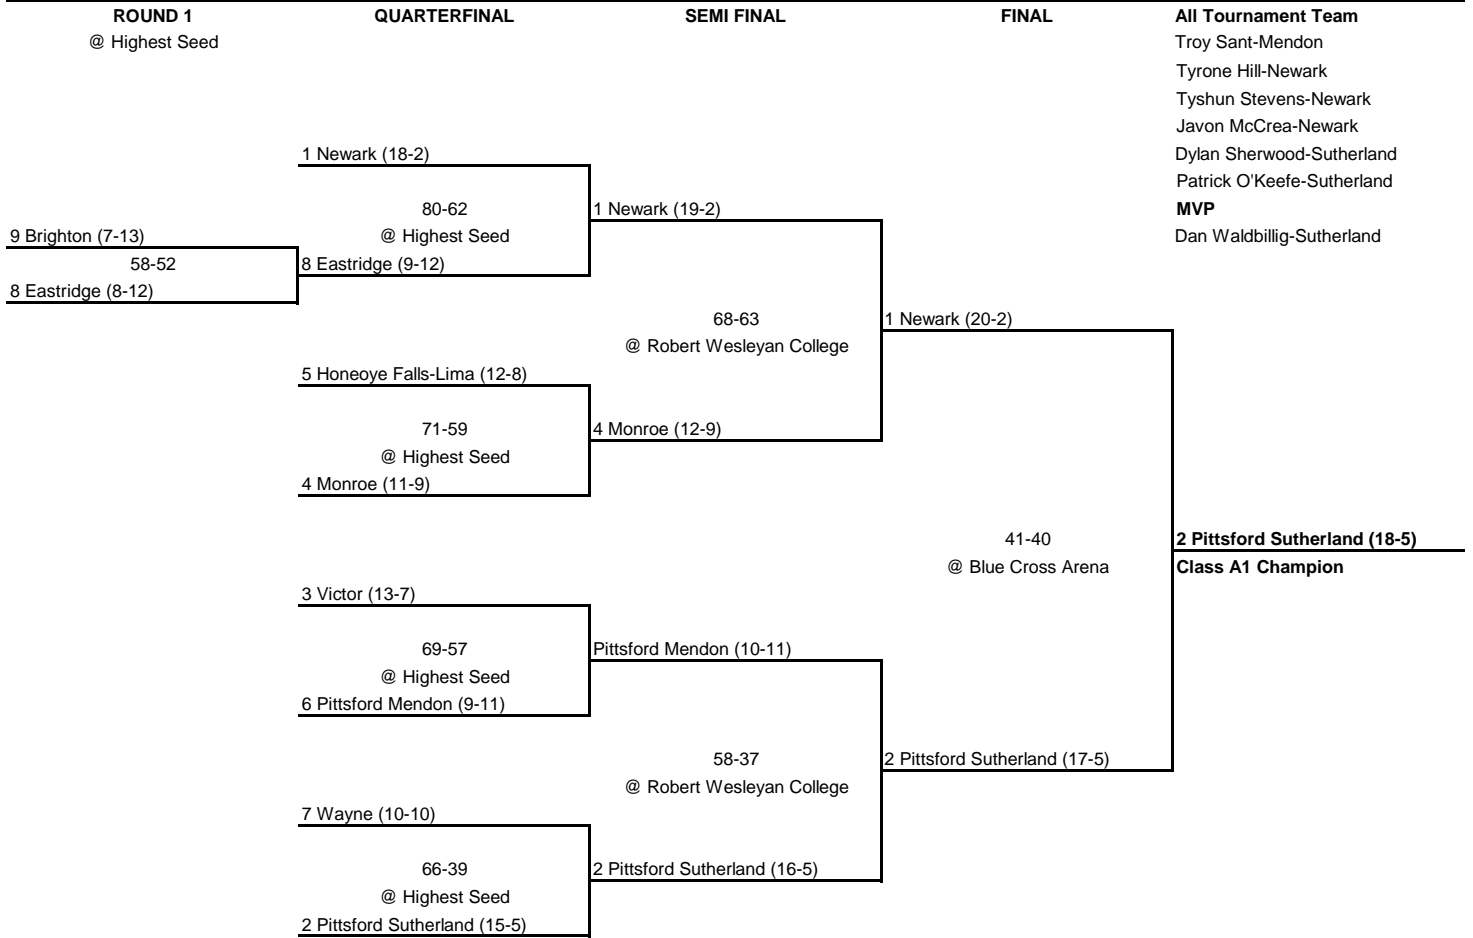 ROUND 1 QUARTERFINAL SEMI FINAL FINAL All Tournament Team
@ Highest Seed Troy Sant-Mendon
Tyrone Hill-Newark
Tyshun Stevens-Newark
Javon McCrea-Newark
1 Newark (18-2) Dylan Sherwood-Sutherland
Patrick O'Keefe-Sutherland
80-62 1 Newark (19-2) MVP
9 Brighton (7-13) @ Highest Seed Dan Waldbillig-Sutherland
58-52 8 Eastridge (9-12)
8 Eastridge (8-12)
68-63 1 Newark (20-2)
@ Robert Wesleyan College
5 Honeoye Falls-Lima (12-8)
71-59 4 Monroe (12-9)
@ Highest Seed
4 Monroe (11-9)
41-40 2 Pittsford Sutherland (18-5)
@ Blue Cross Arena Class A1 Champion
3 Victor (13-7)
69-57 Pittsford Mendon (10-11)
@ Highest Seed
6 Pittsford Mendon (9-11)
58-37 2 Pittsford Sutherland (17-5)
@ Robert Wesleyan College
7 Wayne (10-10)
66-39 2 Pittsford Sutherland (16-5)
@ Highest Seed
2 Pittsford Sutherland (15-5)